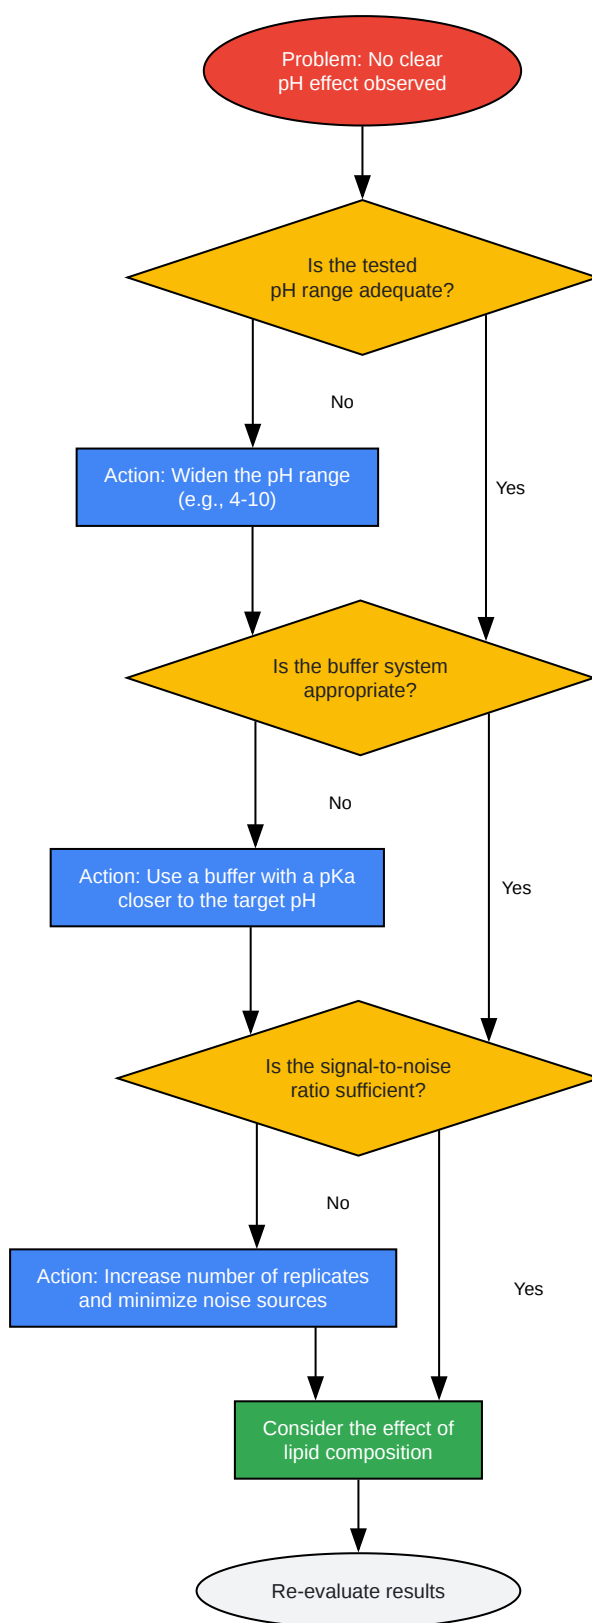 Problem: No clear
pH effect observed
Is the tested
pH range adequate?
No
Action: Widen the pH range
(e.g., 4-10)
Yes
Is the buffer system
appropriate?
No
Action: Use a buffer with a pKa
closer to the target pH
Yes
Is the signal-to-noise
ratio sufficient?
No
Action: Increase number of replicates
and minimize noise sources
Yes
Consider the effect of
lipid composition
Re-evaluate results